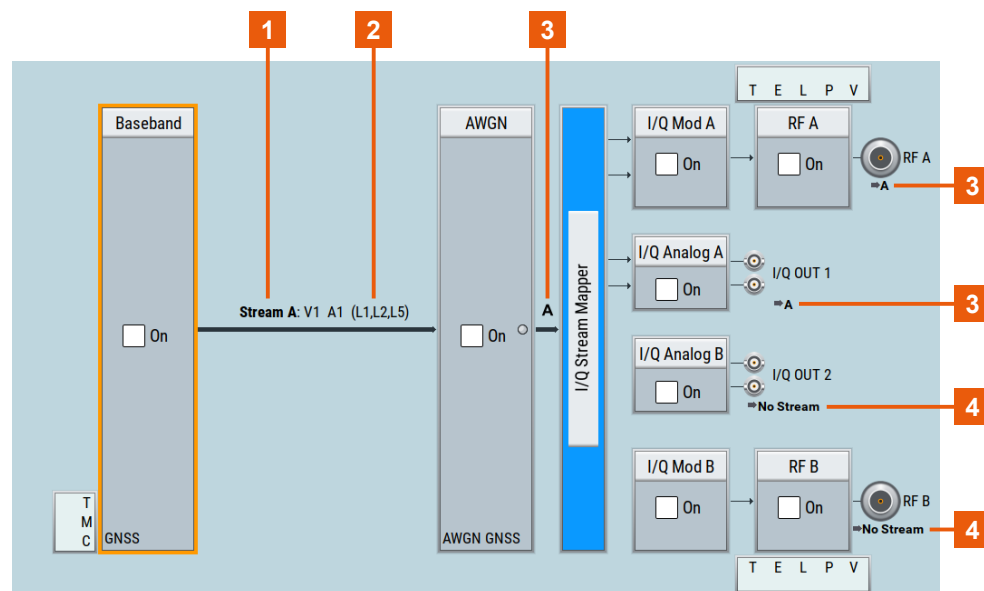 1 2 3
T E L P V
Baseband
AWGN
I/Q Mod A
RF A
On
On
RF A
A
3
I/Q Analog A
On
I/Q OUT 1
A
3
Stream A: V1 A1 (L1,L2,L5)
A
On
On
I/Q Stream Mapper
I/Q Analog B
On
I/Q OUT 2
No Stream
4
I/Q Mod B
RF B
On
On
RF B
No Stream
4
T
M
C
GNSS
AWGN GNSS
T E L P V